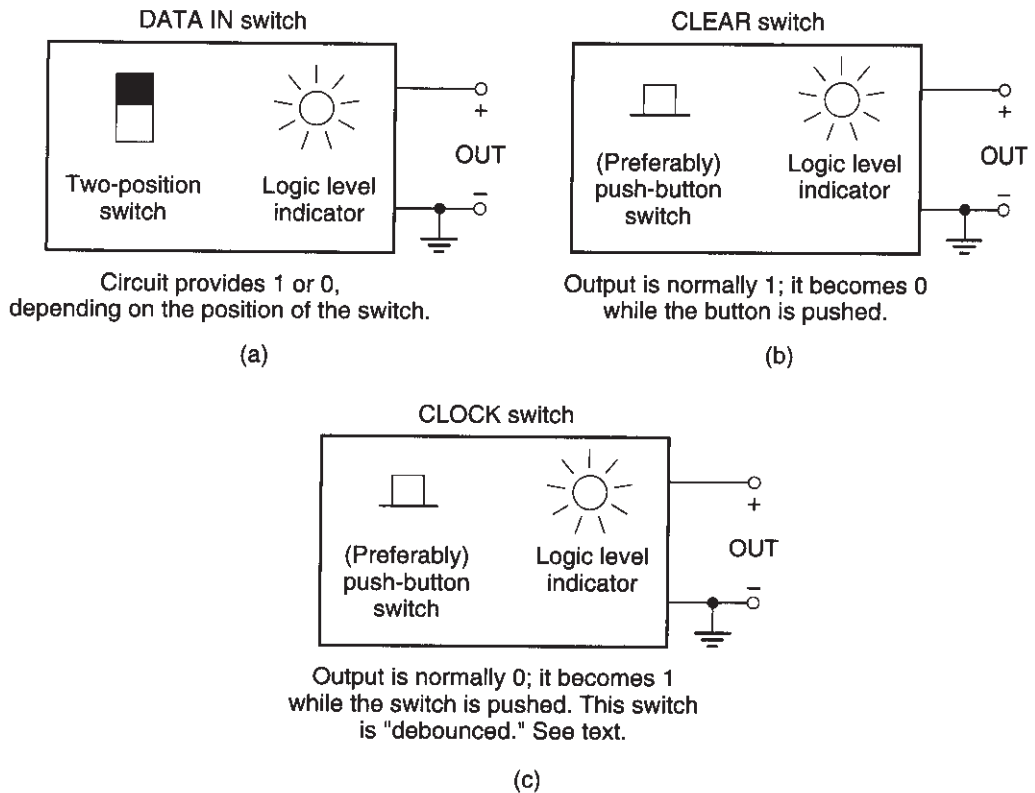 DATA IN switch
Two-position
switch
Logic level
indicator
+
OUT
−
Circuit provides 1 or 0,
depending on the position of the switch.
(a)
CLEAR switch
(Preferably)
push-button
switch
Logic level
indicator
+
OUT
−
Output is normally 1; it becomes 0
while the button is pushed.
(b)
CLOCK switch
(Preferably)
push-button
switch
Logic level
indicator
+
OUT
−
Output is normally 0; it becomes 1
while the switch is pushed. This switch
is "debounced." See text.
(c)